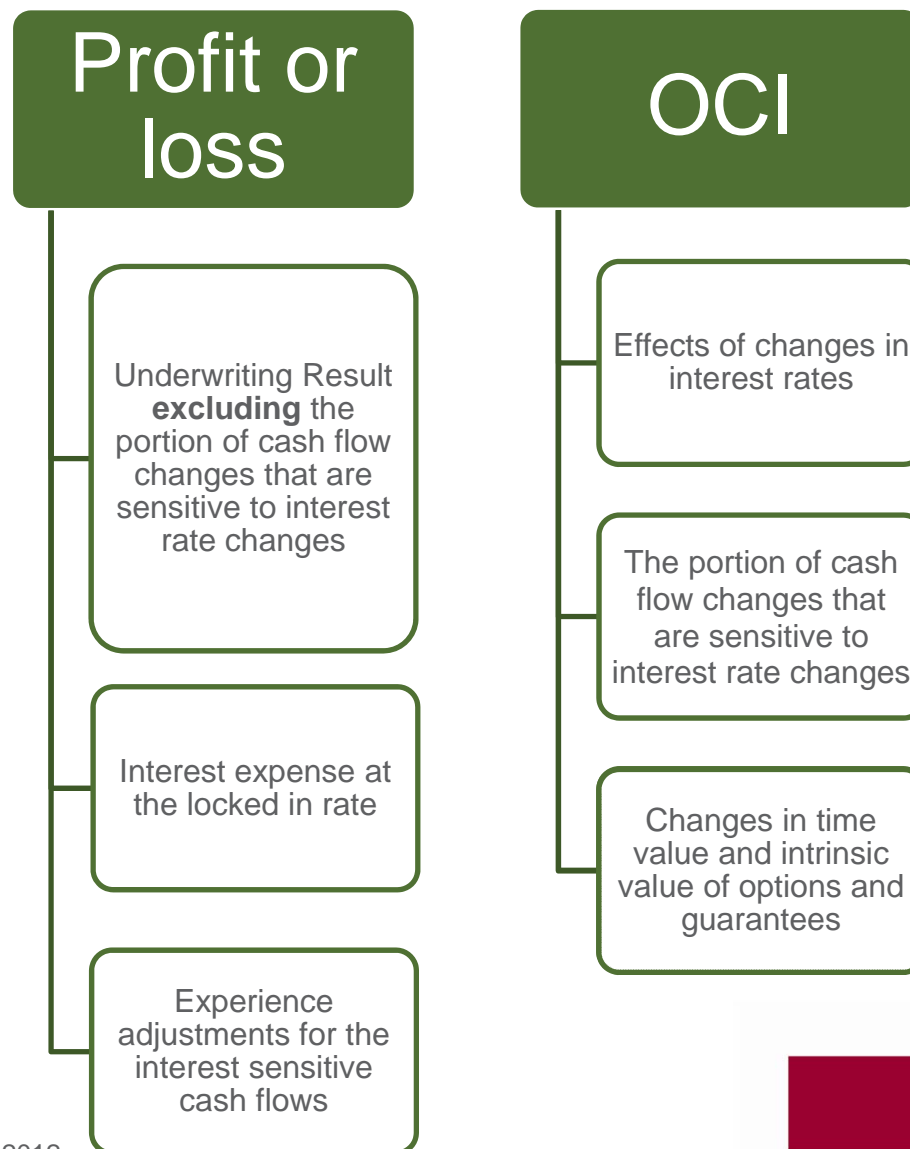 Profit or
loss
Underwriting Result
excluding the
portion of cash flow
changes that are
sensitive to interest
rate changes
Interest expense at
the locked in rate
Experience
adjustments for the
interest sensitive
cash flows
OCI
Effects of changes in
interest rates
The portion of cash
flow changes that
are sensitive to
interest rate changes
Changes in time
value and intrinsic
value of options and
guarantees